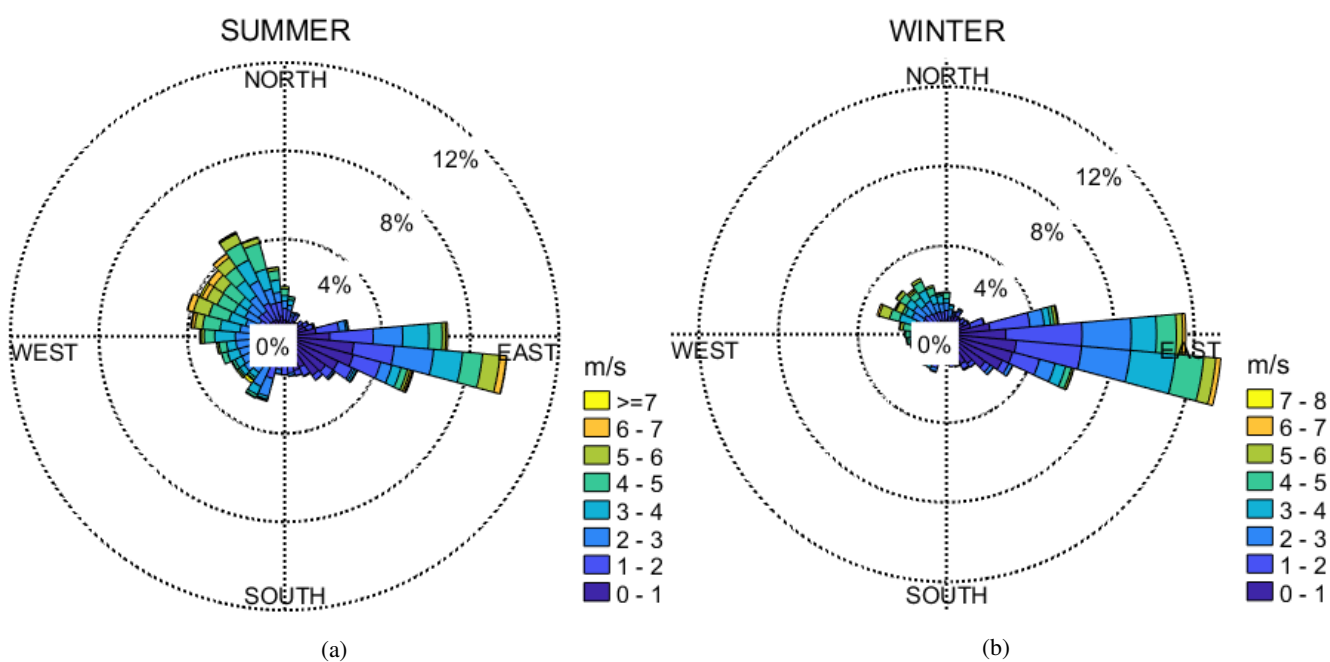 SUMMER
NORTH
12%
8%
4%
0%
WEST
EAST
SOUTH
m/s
>=7
6 - 7
5 - 6
4 - 5
3 - 4
2 - 3
1 - 2
0 - 1
(a)
WINTER
NORTH
12%
8%
4%
0%
WEST
EAST
SOUTH
m/s
7 - 8
6 - 7
5 - 6
4 - 5
3 - 4
2 - 3
1 - 2
0 - 1
(b)